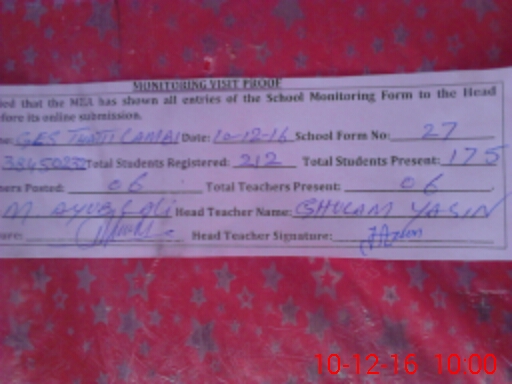 MONITORING VISIT PROOF
that the MEA has shown all entries of the School Monitoring Form to the Head
fore its online submission.
GES Date: 10-12-16 School Form No: 27
Total Students Registered: 212 Total Students Present: 175
hers Posted: 06 Total Teachers Present: 06
M AYUB Head Teacher Name: GHULAM YASIN
Head Teacher Signature:
10-12-16 10:00